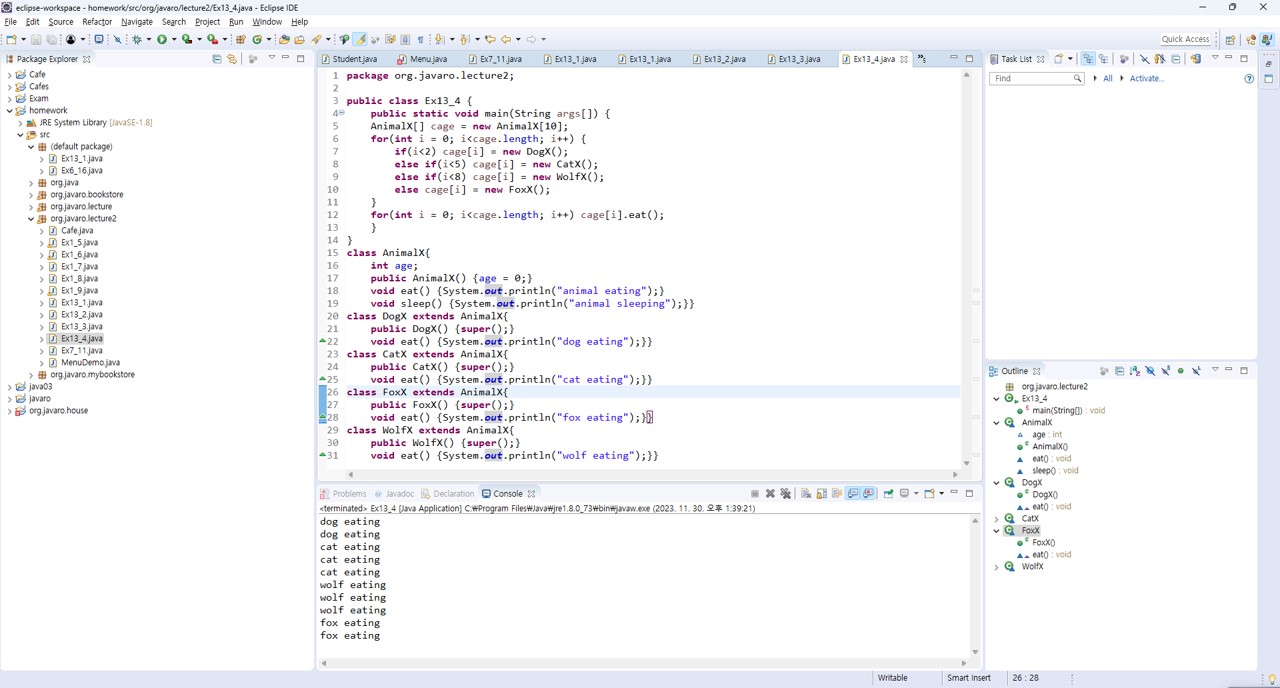 eclipse-workspace - homework/src/org/javaro/lecture2/Ex13_4.java - Eclipse IDE
File Edit Source Refactor Navigate Search Project Run Window Help
Quick Access
Package Explorer
Cafe
Cafes
Exam
homework
JRE System Library [JavaSE-1.8]
src
(default package)
Ex13_1.java
Ex6_16.java
org.java
org.javaro.bookstore
org.javaro.lecture
org.javaro.lecture2
Cafe.java
Ex1_5.java
Ex1_6.java
Ex1_7.java
Ex1_8.java
Ex1_9.java
Ex13_1.java
Ex13_2.java
Ex13_3.java
Ex13_4.java
Ex7_11.java
MenuDemo.java
org.javaro.mybookstore
java03
javaro
org.javaro.house
Student.java Menu.java Ex7_11.java Ex13_1.java Ex13_1.java Ex13_2.java Ex13_3.java Ex13_4.java »5
1 package org.javaro.lecture2;
2
3 public class Ex13_4 {
4 public static void main(String args[]) {
5 AnimalX[] cage = new AnimalX[10];
6 for(int i = 0; i<cage.length; i++) {
7 if(i<2) cage[i] = new DogX();
8 else if(i<5) cage[i] = new CatX();
9 else if(i<8) cage[i] = new WolfX();
10 else cage[i] = new FoxX();
11 }
12 for(int i = 0; i<cage.length; i++) cage[i].eat();
13 }
14 }
15 class AnimalX{
16 int age;
17 public AnimalX() {age = 0;}
18 void eat() {System.out.println("animal eating");}
19 void sleep() {System.out.println("animal sleeping");}}
20 class DogX extends AnimalX{
21 public DogX() {super();}
22 void eat() {System.out.println("dog eating");}}
23 class CatX extends AnimalX{
24 public CatX() {super();}
25 void eat() {System.out.println("cat eating");}}
26 class FoxX extends AnimalX{
27 public FoxX() {super();}
28 void eat() {System.out.println("fox eating");}}
29 class WolfX extends AnimalX{
30 public WolfX() {super();}
31 void eat() {System.out.println("wolf eating");}}
Problems Javadoc Declaration Console
<terminated> Ex13_4 [Java Application] C:₩Program Files₩Java₩jre1.8.0_73₩bin₩javaw.exe (2023. 11. 30. 오후 1:39:21)
dog eating
dog eating
cat eating
cat eating
cat eating
wolf eating
wolf eating
wolf eating
fox eating
fox eating
Task List
Find All Activate...
Outline
org.javaro.lecture2
Ex13_4
main(String[]) : void
AnimalX
age : int
AnimalX()
eat() : void
sleep() : void
DogX
DogX()
eat() : void
CatX
FoxX
FoxX()
eat() : void
WolfX
Writable Smart Insert 26 : 28